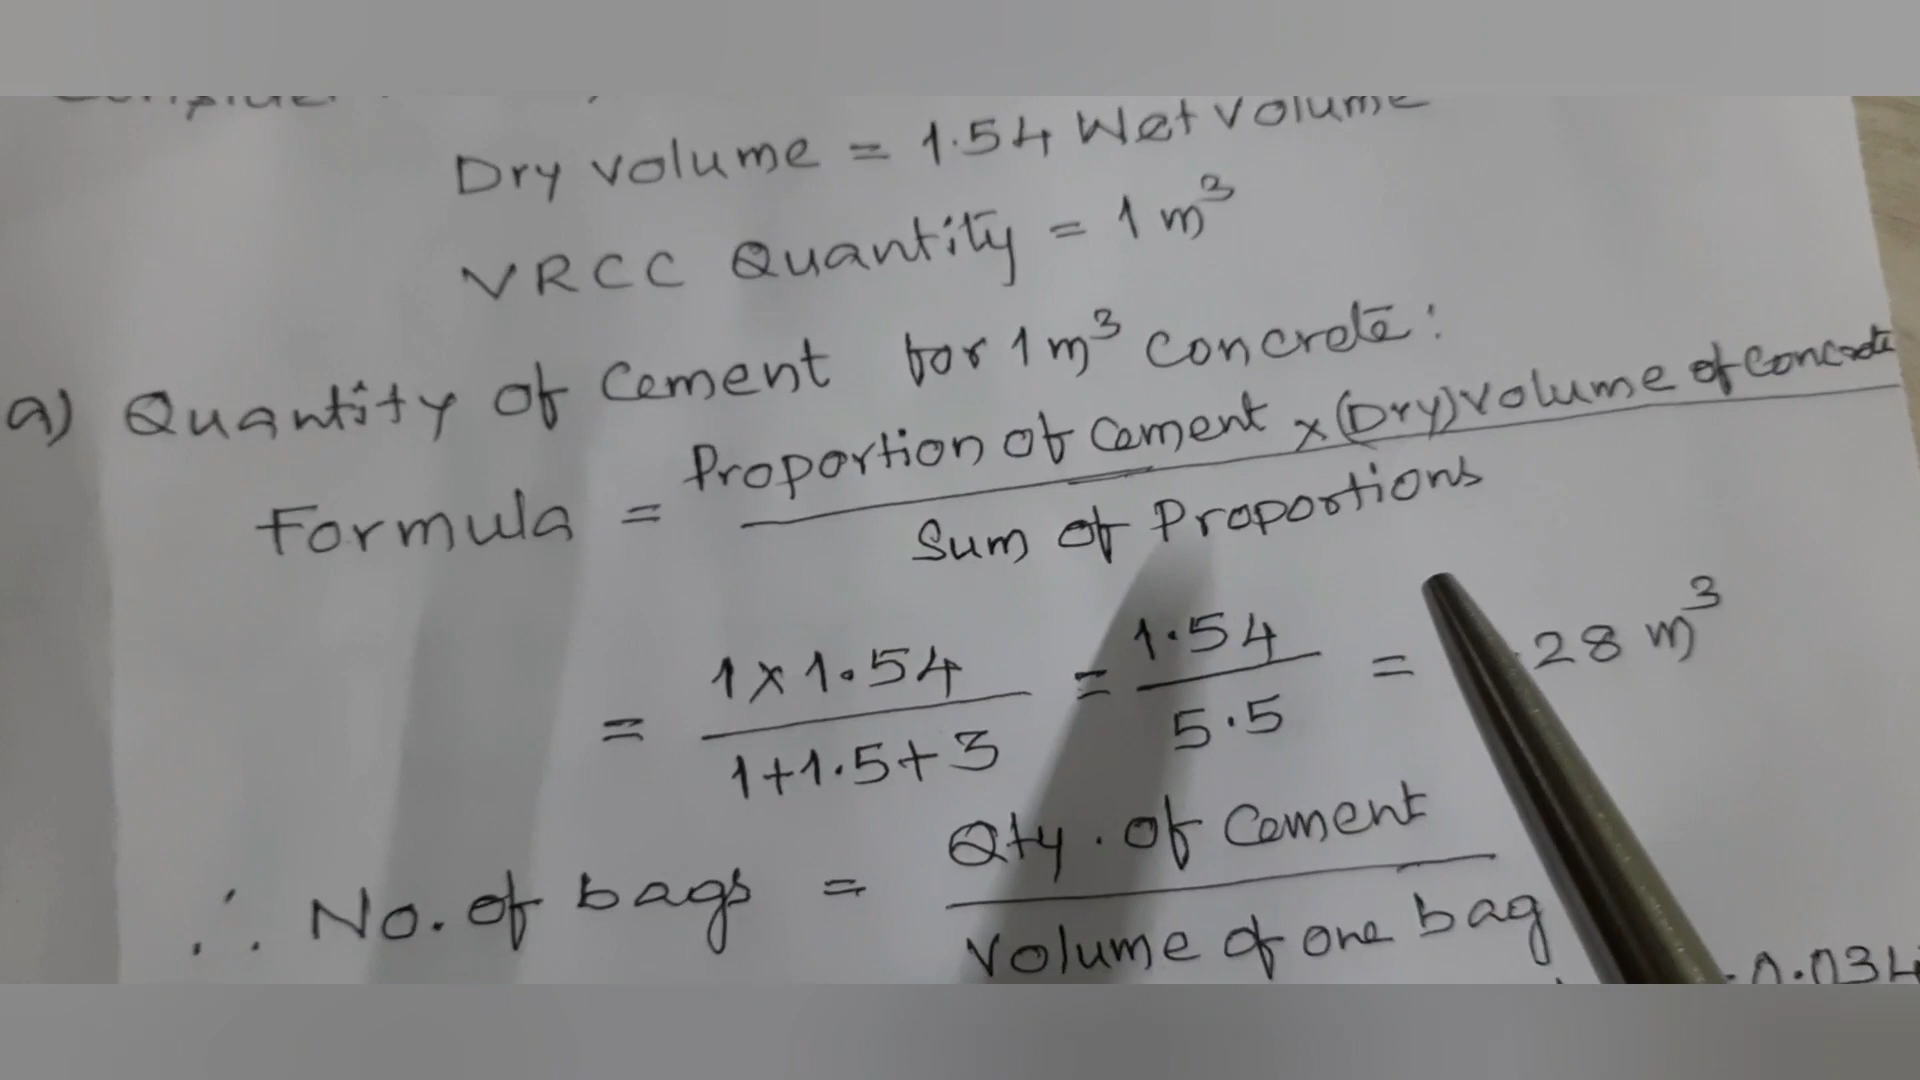 Dry volume = 1.54 Wet volume
VRCC Quantity = 1 m³
a) Quantity of cement for 1 m³ concrete:
Formula = Proportion of cement × (Dry) volume of concrete / Sum of Proportions
= 1 × 1.54 / 1+1.5+3 = 1.54 / 5.5 = .28 m³
∴ No. of bags = Qty. of cement / Volume of one bag